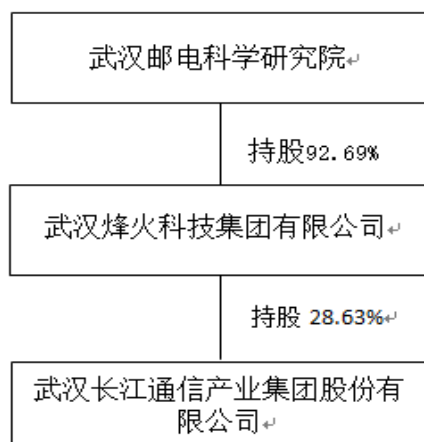 武汉邮电科学研究院
持股92.69%
武汉烽火科技集团有限公司
持股 28.63%
武汉长江通信产业集团股份有
限公司